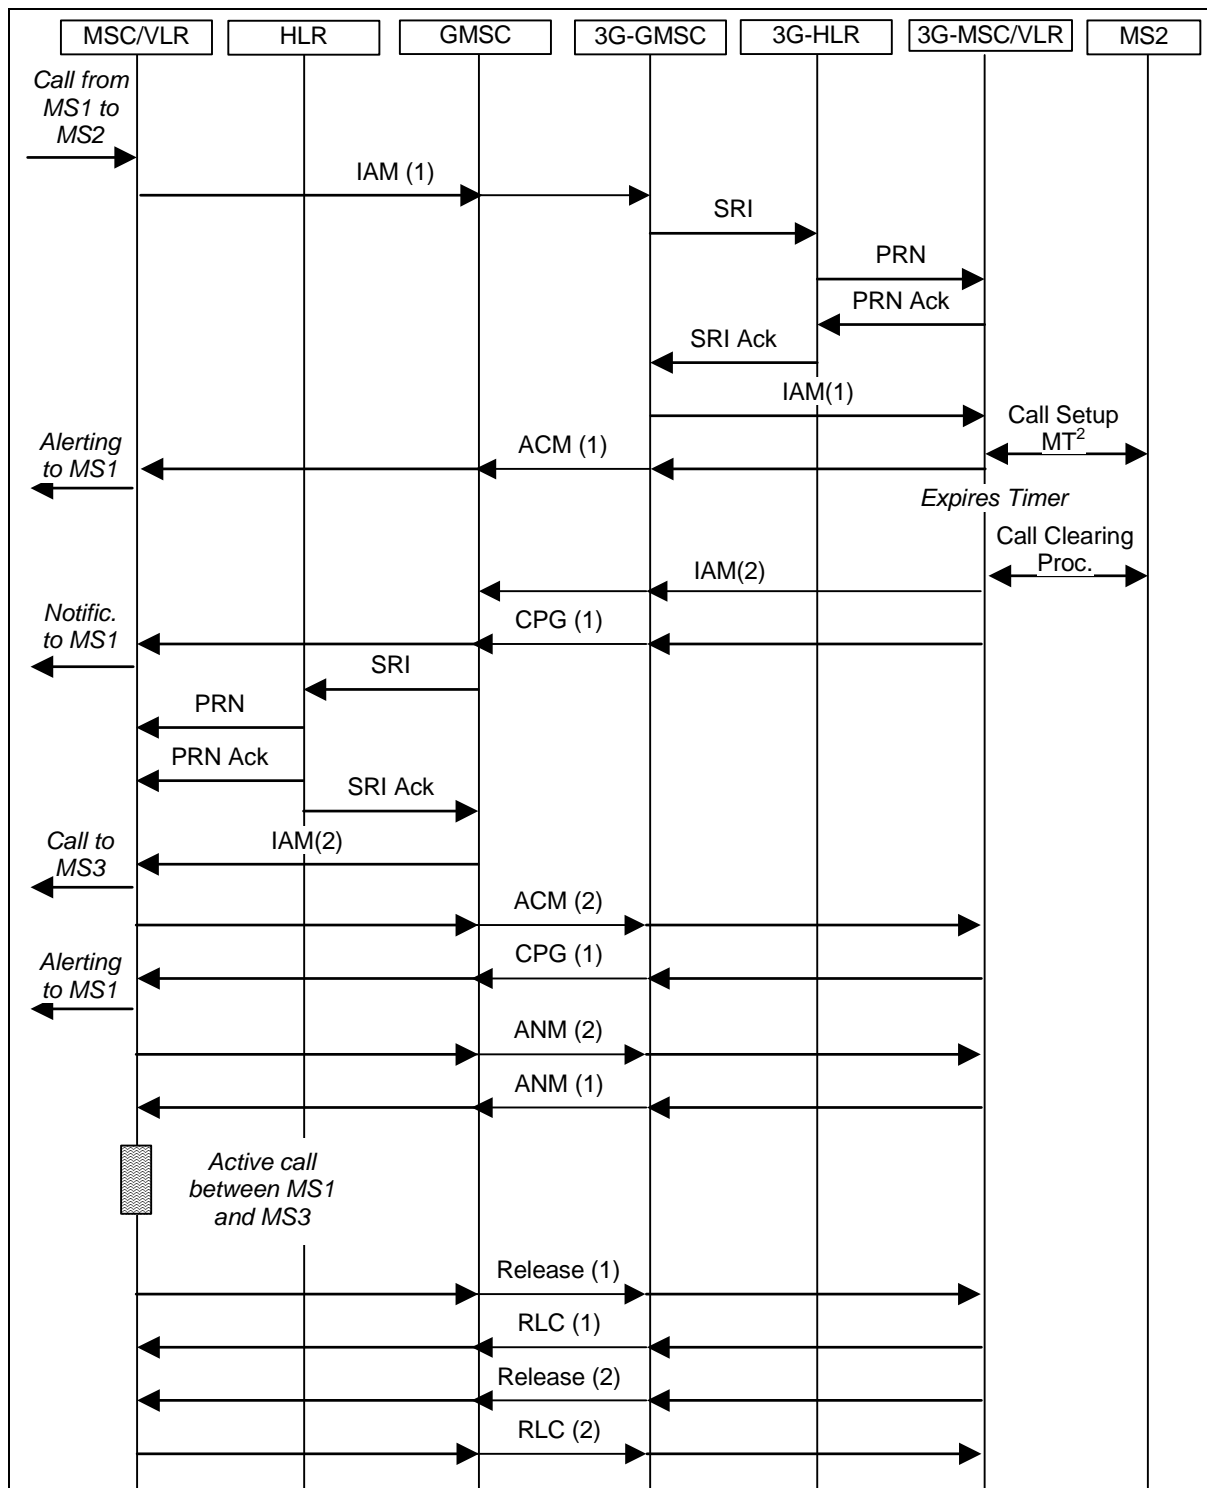 MSC/VLR HLR GMSC 3G-GMSC 3G-HLR 3G-MSC/VLR MS2
Call from
MS1 to
MS2
IAM (1)
SRI
PRN
PRN Ack
SRI Ack
IAM(1)
Call Setup
MT²
Alerting
to MS1
ACM (1)
Expires Timer
Call Clearing
Proc.
IAM(2)
Notific.
to MS1
CPG (1)
SRI
PRN
PRN Ack
SRI Ack
Call to
MS3
IAM(2)
ACM (2)
Alerting
to MS1
CPG (1)
ANM (2)
ANM (1)
Active call
between MS1
and MS3
Release (1)
RLC (1)
Release (2)
RLC (2)